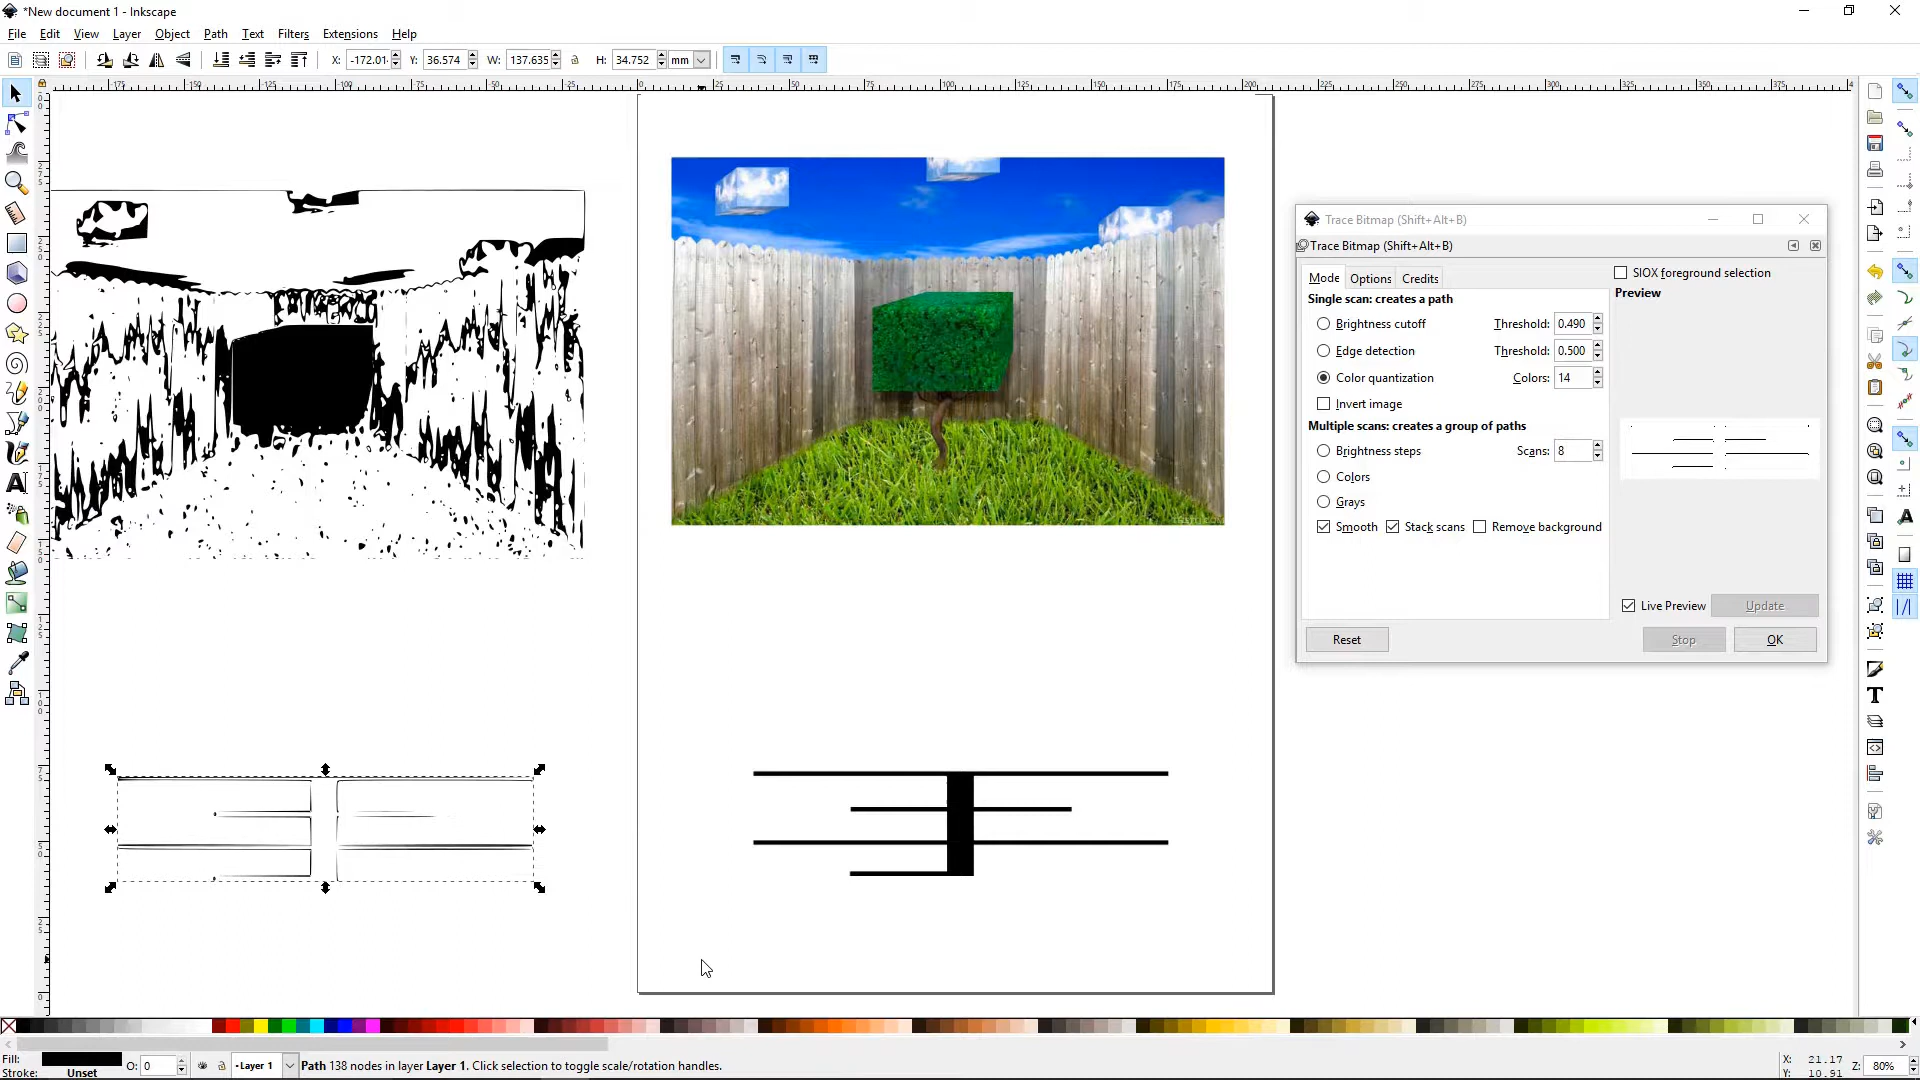 *New document 1 - Inkscape
File Edit View Layer Object Path Text Filters Extensions Help
X: -172.01 Y: 36.574 W: 137.635 H: 34.752 mm
Trace Bitmap (Shift+Alt+B)
Trace Bitmap (Shift+Alt+B)
Mode Options Credits
SIOX foreground selection
Preview
Single scan: creates a path
Brightness cutoff Threshold: 0.490
Edge detection Threshold: 0.500
Color quantization Colors: 14
Invert image
Multiple scans: creates a group of paths
Brightness steps Scans: 8
Colors
Grays
Smooth Stack scans Remove background
Live Preview Update
Reset Stop OK
Fill:
Stroke: Unset
O: 0
-Layer 1
Path 138 nodes in layer Layer 1. Click selection to toggle scale/rotation handles.
X: 21.17
Y: 10.91
Z: 80%